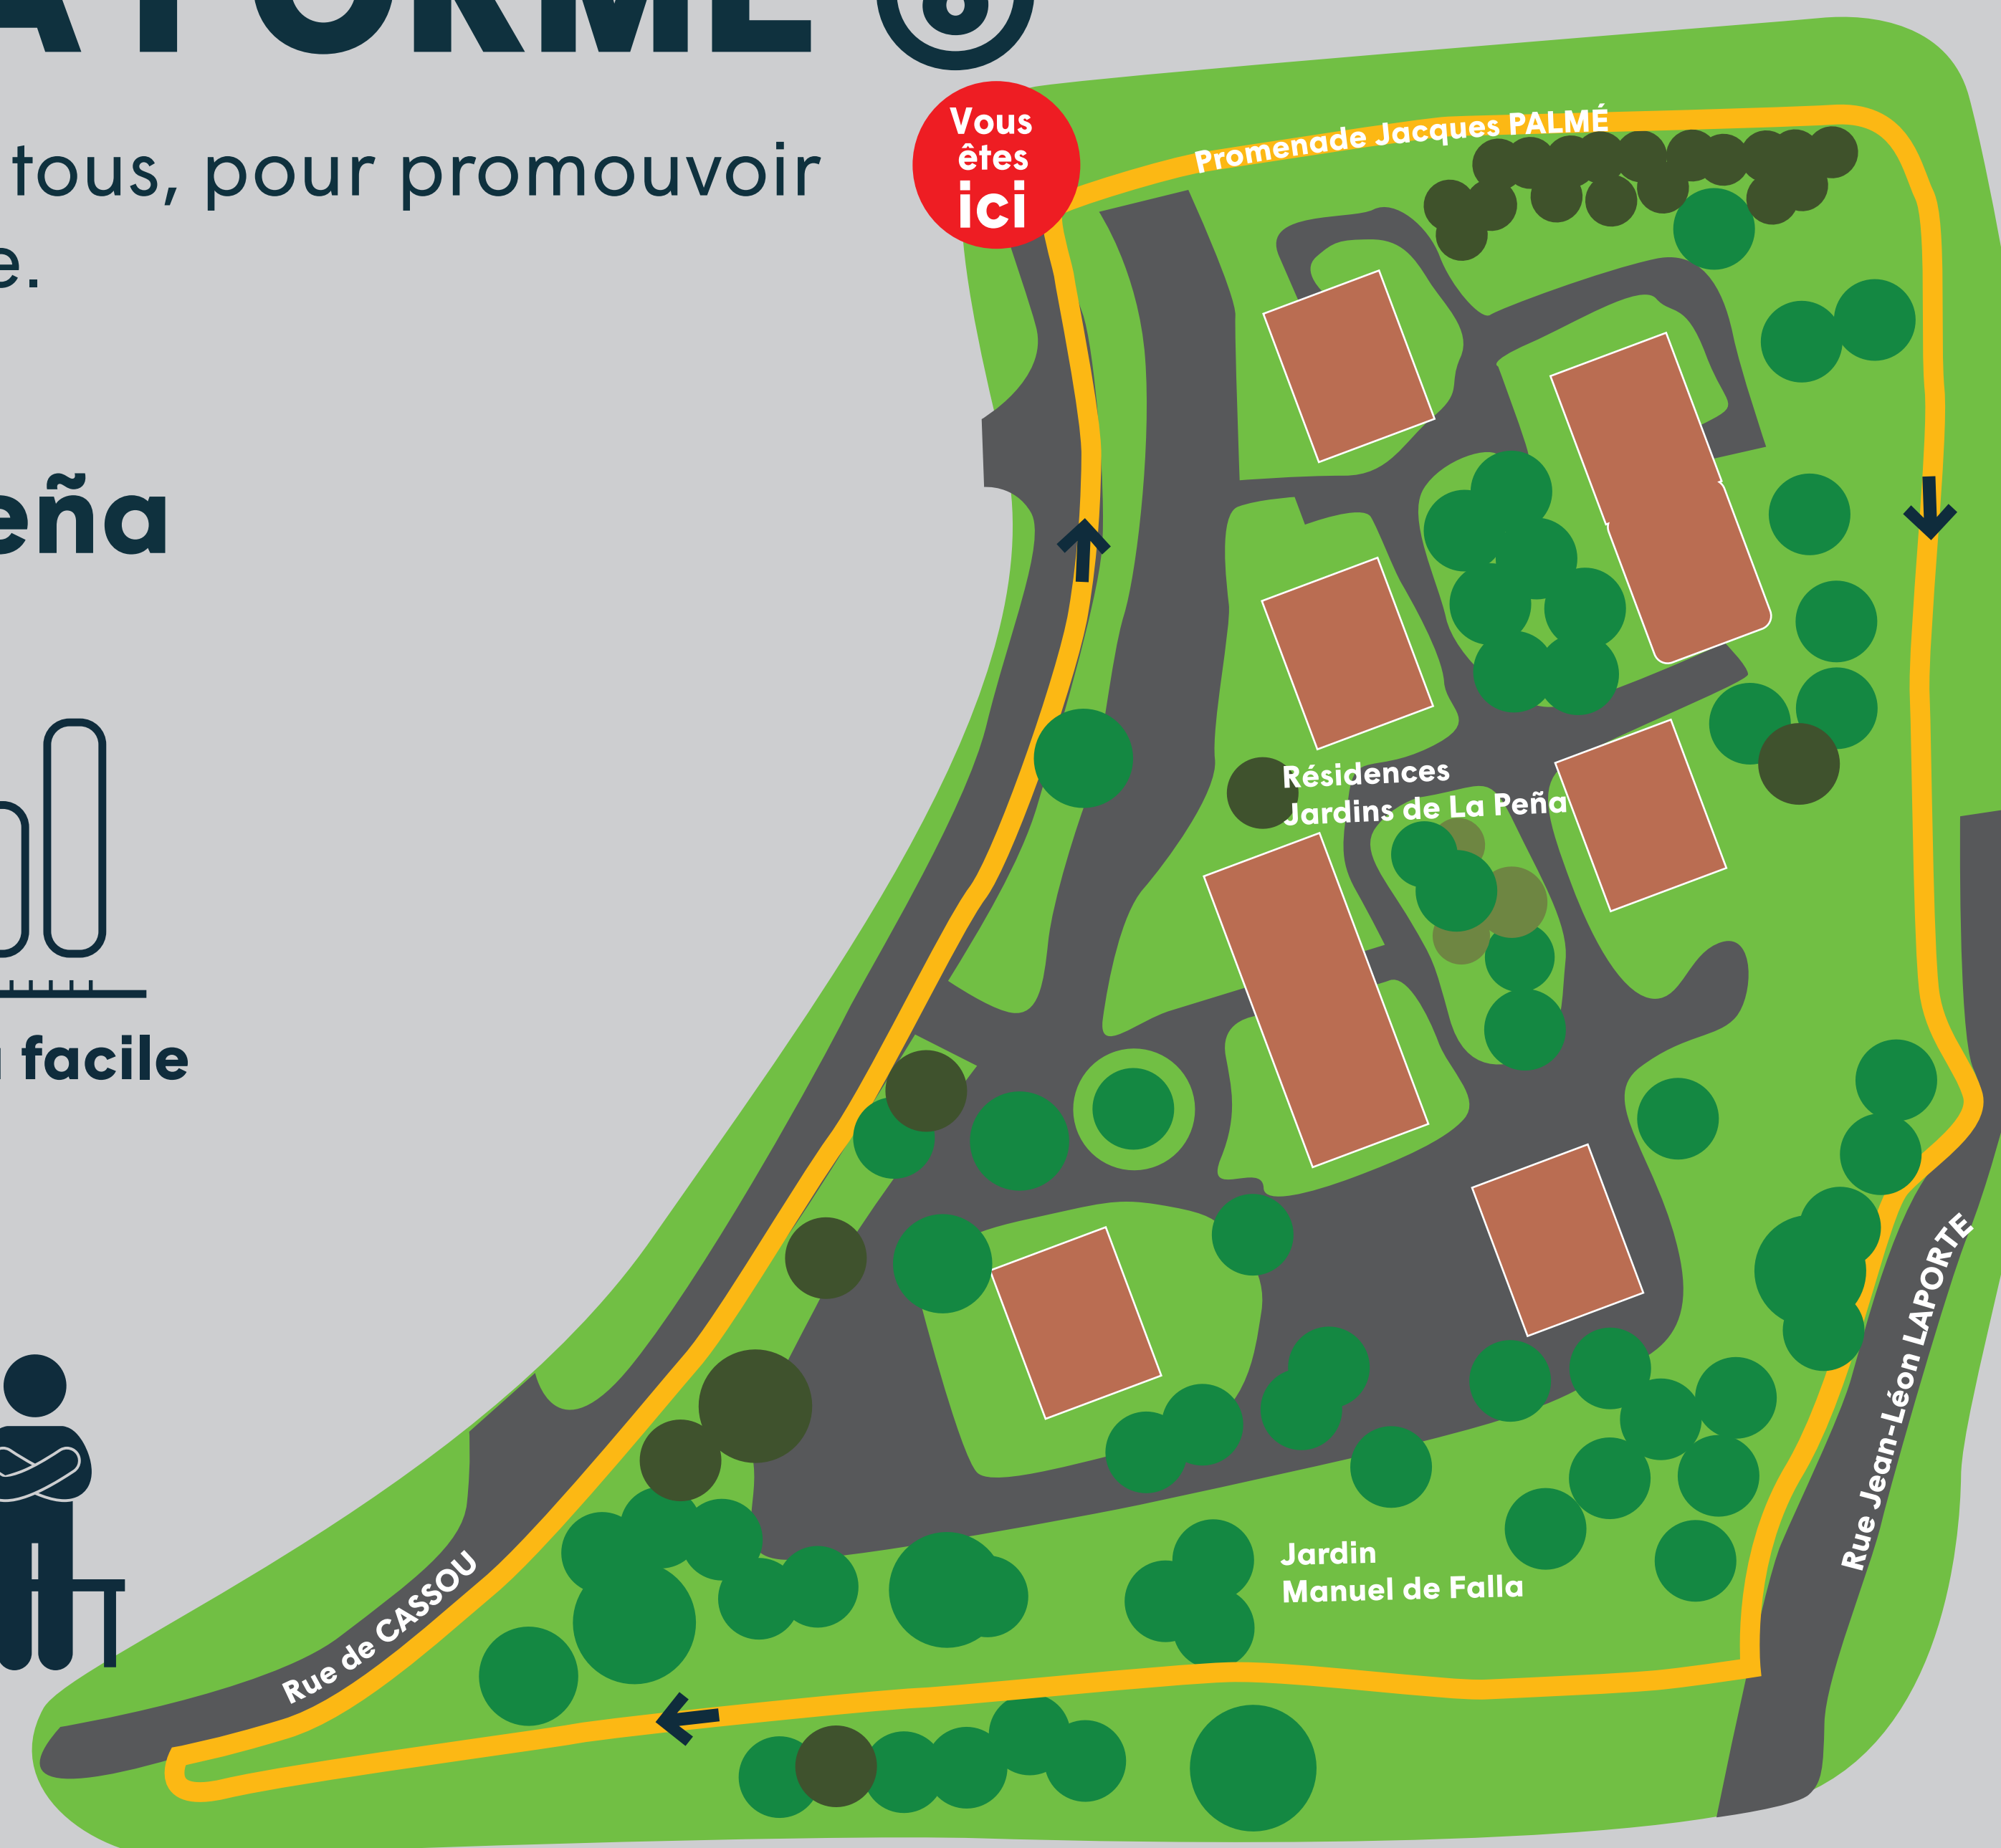 tous, pour promouvoir
e.
eña
facile
Vous
êtes
ici
Promenade Jacques PALMÉ
Résidences
Jardins de La Peña
Rue Jean-Léon LAPORTE
Jardin
Manuel de Falla
Rue de CASSOU